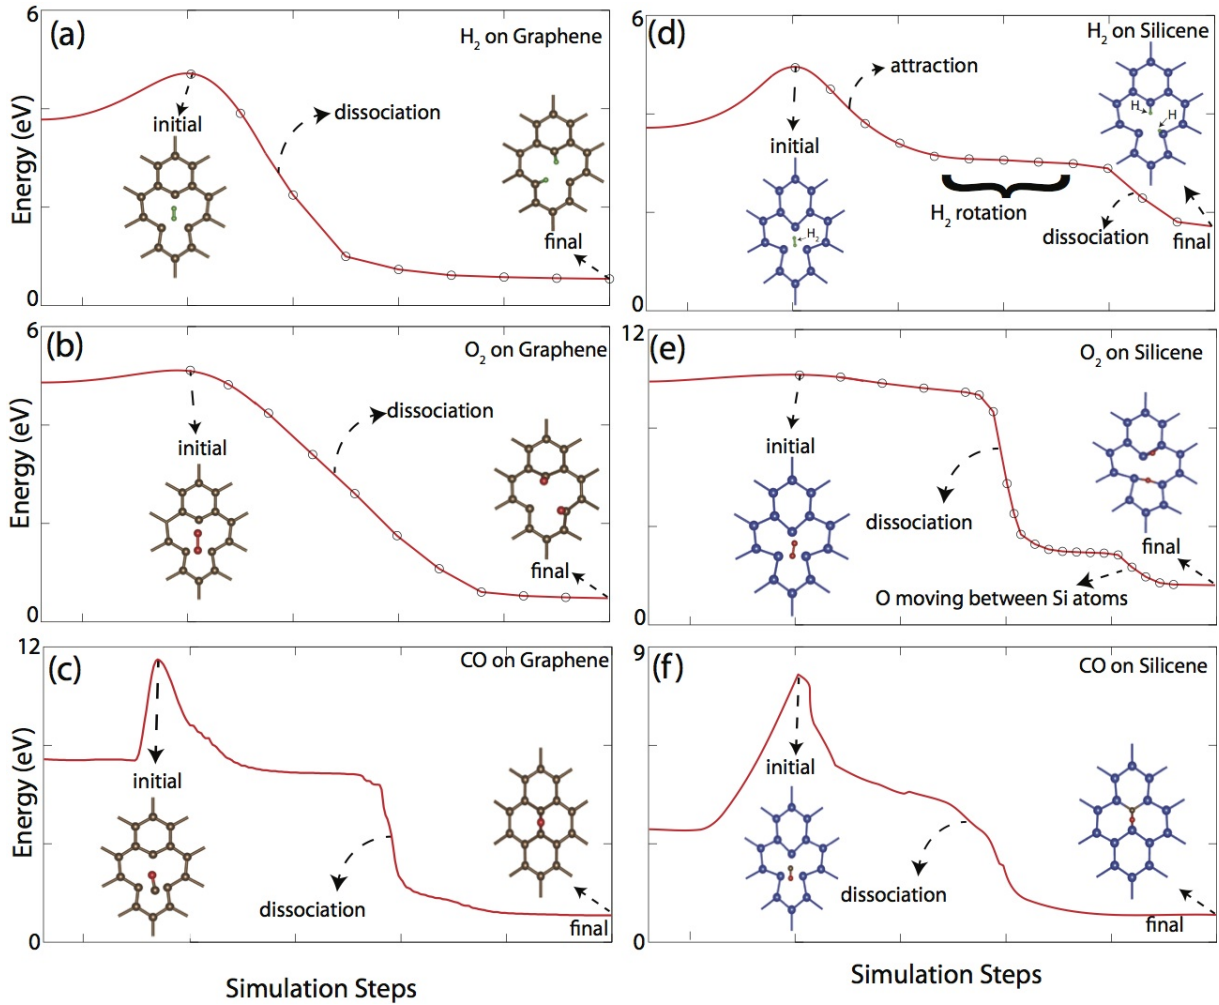 6
(a)
H2 on Graphene
Energy (eV)
dissociation
initial
final
0
6
(d)
H2 on Silicene
attraction
H
H
initial
H2
H2 rotation
dissociation
final
0
6
(b)
O2 on Graphene
Energy (eV)
dissociation
initial
final
0
12
(e)
O2 on Silicene
initial
dissociation
final
O moving between Si atoms
0
12
(c)
CO on Graphene
Energy (eV)
initial
dissociation
final
0
9
(f)
CO on Silicene
initial
dissociation
final
0
Simulation Steps
Simulation Steps